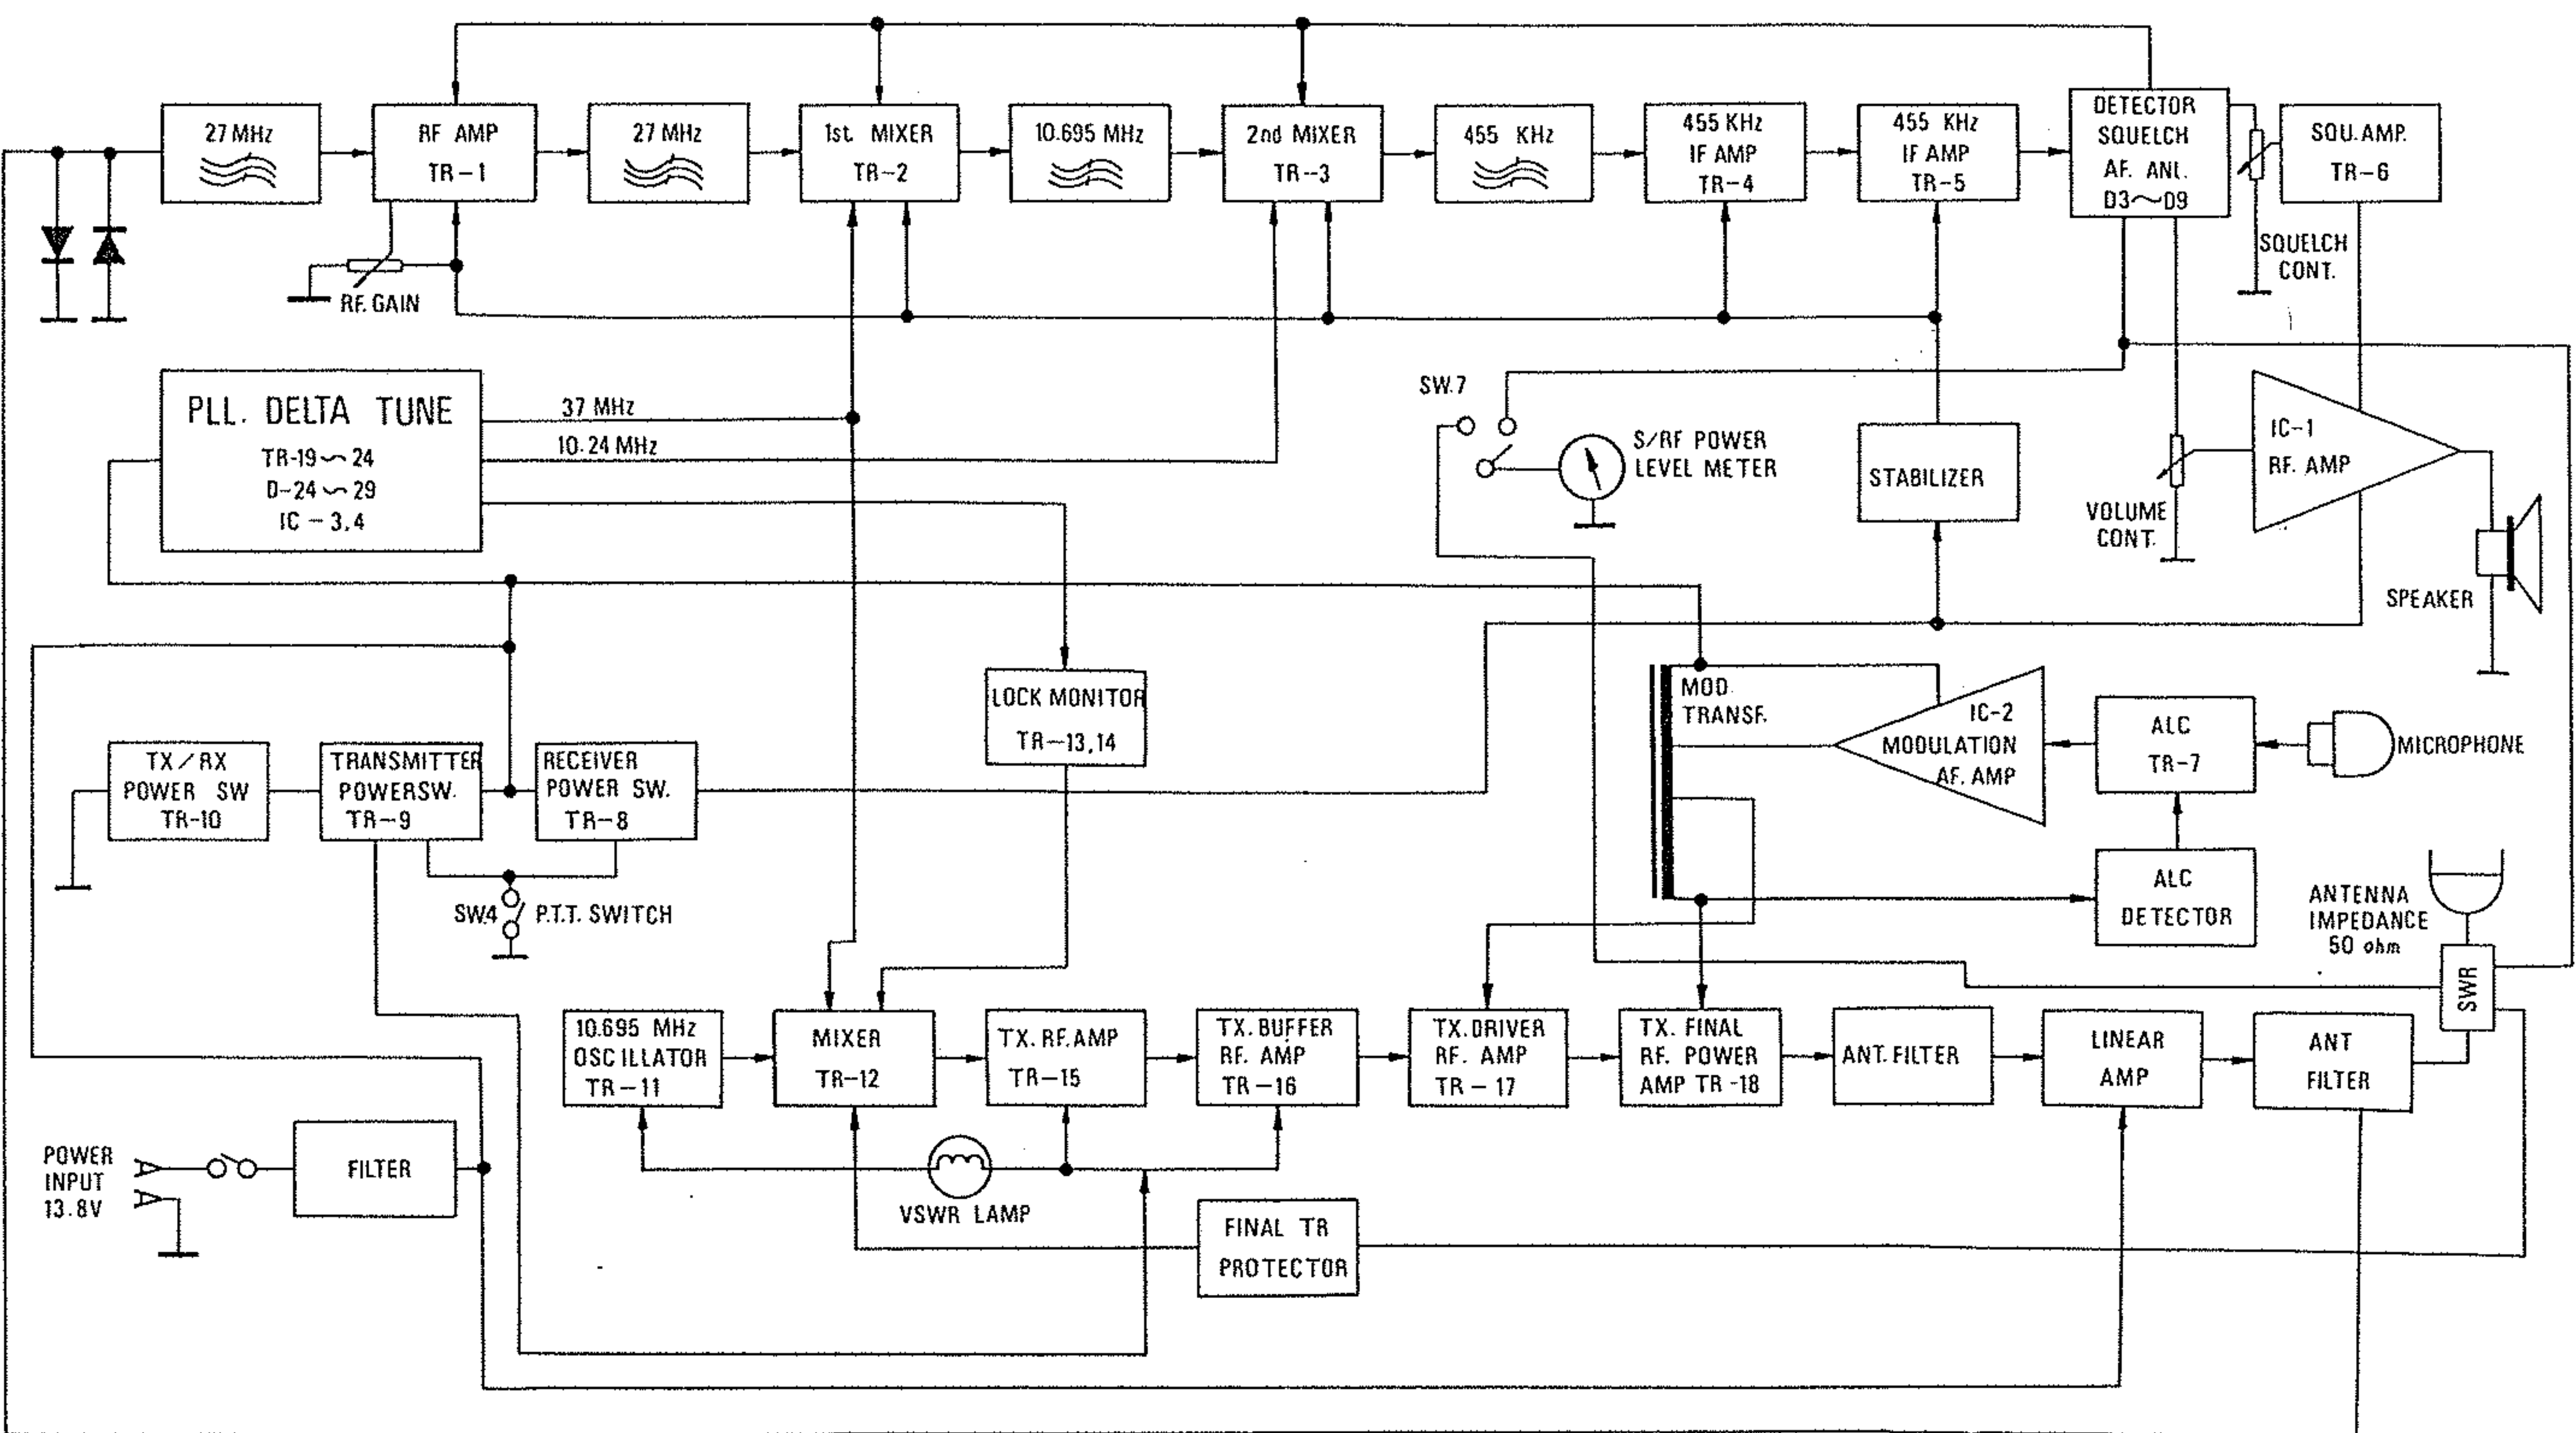 27 MHz
RF AMP
TR-1
27 MHz
1st. MIXER
TR-2
10.695 MHz
2nd MIXER
TR-3
455 KHz
455 KHz
IF AMP
TR-4
455 KHz
IF AMP
TR-5
DETECTOR
SQUELCH
AF. ANL.
D3~D9
SQU. AMP.
TR-6
RF. GAIN
SQUELCH
CONT.
PLL. DELTA TUNE
TR-19~24
D-24~29
IC-3,4
37 MHz
10.24 MHz
SW.7
S/RF POWER
LEVEL METER
STABILIZER
VOLUME
CONT.
IC-1
RF. AMP
SPEAKER
LOCK MONITOR
TR-13,14
MOD.
TRANSF.
IC-2
MODULATION
AF. AMP
ALC
TR-7
MICROPHONE
TX/RX
POWER SW
TR-10
TRANSMITTER
POWERSW.
TR-9
RECEIVER
POWER SW.
TR-8
SW.4
P.T.T. SWITCH
ALC
DETECTOR
ANTENNA
IMPEDANCE
50 ohm
SWR
10.695 MHz
OSCILLATOR
TR-11
MIXER
TR-12
TX. RF. AMP
TR-15
TX. BUFFER
RF. AMP
TR-16
TX. DRIVER
RF. AMP
TR-17
TX. FINAL
RF. POWER
AMP TR-18
ANT. FILTER
LINEAR
AMP
ANT
FILTER
POWER
INPUT
13.8V
FILTER
VSWR LAMP
FINAL TR
PROTECTOR